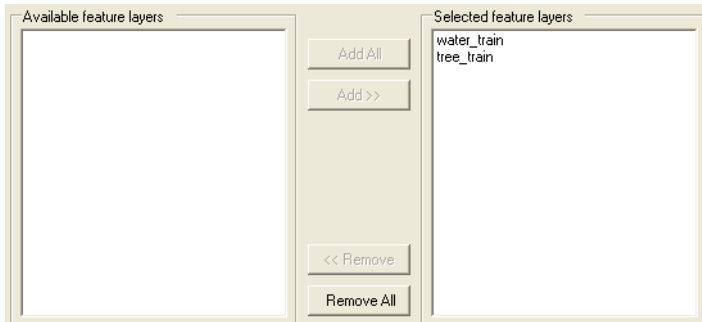 Available feature layers
Selected feature layers
water_train
tree_train
Add All
Add >>
<< Remove
Remove All